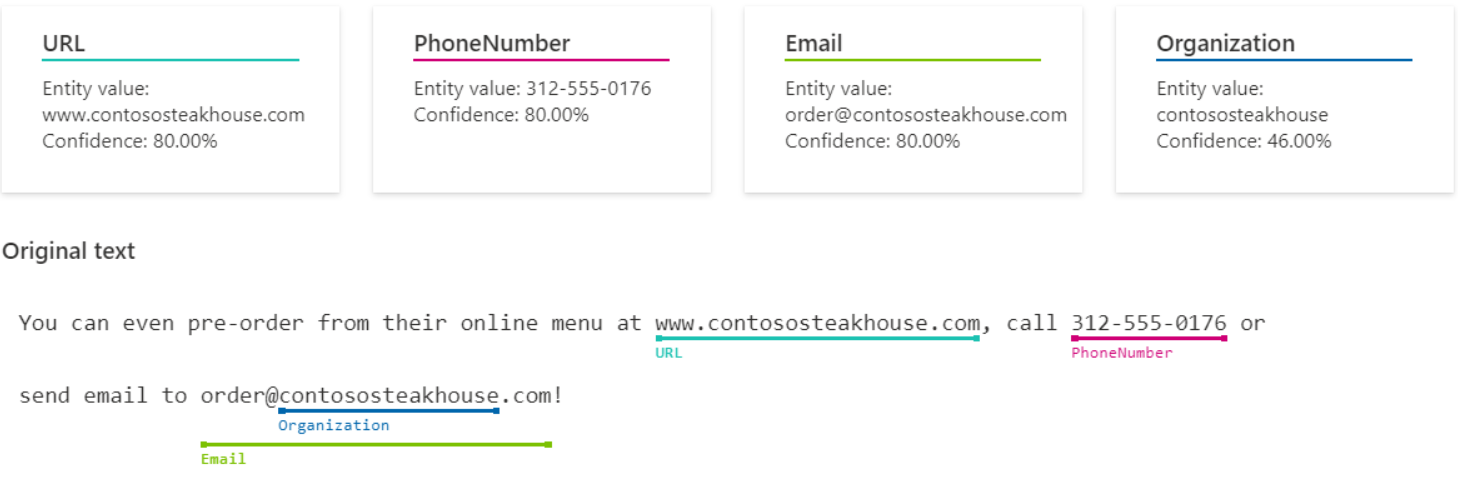 URL
Entity value:
www.contososteakhouse.com
Confidence: 80.00%
PhoneNumber
Entity value: 312-555-0176
Confidence: 80.00%
Email
Entity value:
order@contososteakhouse.com
Confidence: 80.00%
Organization
Entity value:
contososteakhouse
Confidence: 46.00%
Original text
You can even pre-order from their online menu at www.contososteakhouse.com, call 312-555-0176 or
URL PhoneNumber
send email to order@contososteakhouse.com!
Organization
Email